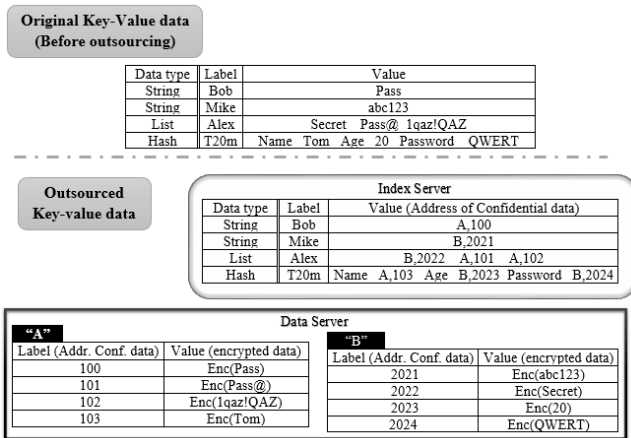 Original Key-Value data
(Before outsourcing)
Data type Label Value
String Bob Pass
String Mike abc123
List Alex Secret Pass@ 1qaz!QAZ
Hash T20m Name Tom Age 20 Password QWERT
Outsourced
Key-value data
Index Server
Data type Label Value (Address of Confidential data)
String Bob A,100
String Mike B,2021
List Alex B,2022 A,101 A,102
Hash T20m Name A,103 Age B,2023 Password B,2024
Data Server
“A”
Label (Addr. Conf. data) Value (encrypted data)
100 Enc(Pass)
101 Enc(Pass@)
102 Enc(1qaz!QAZ)
103 Enc(Tom)
“B”
Label (Addr. Conf. data) Value (encrypted data)
2021 Enc(abc123)
2022 Enc(Secret)
2023 Enc(20)
2024 Enc(QWERT)